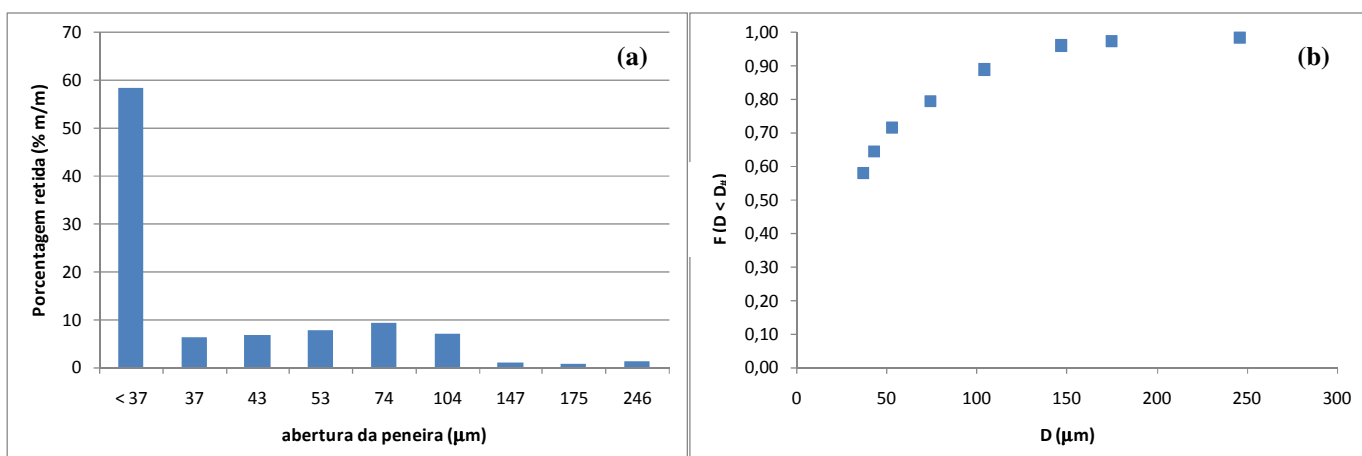 (a)
Porcentagem retida (% m/m)
70
60
50
40
30
20
10
0
< 37 37 43 53 74 104 147 175 246
abertura da peneira (μm)
(b)
F (D < D#)
1,00
0,90
0,80
0,70
0,60
0,50
0,40
0,30
0,20
0,10
0,00
0 50 100 150 200 250 300
D (μm)